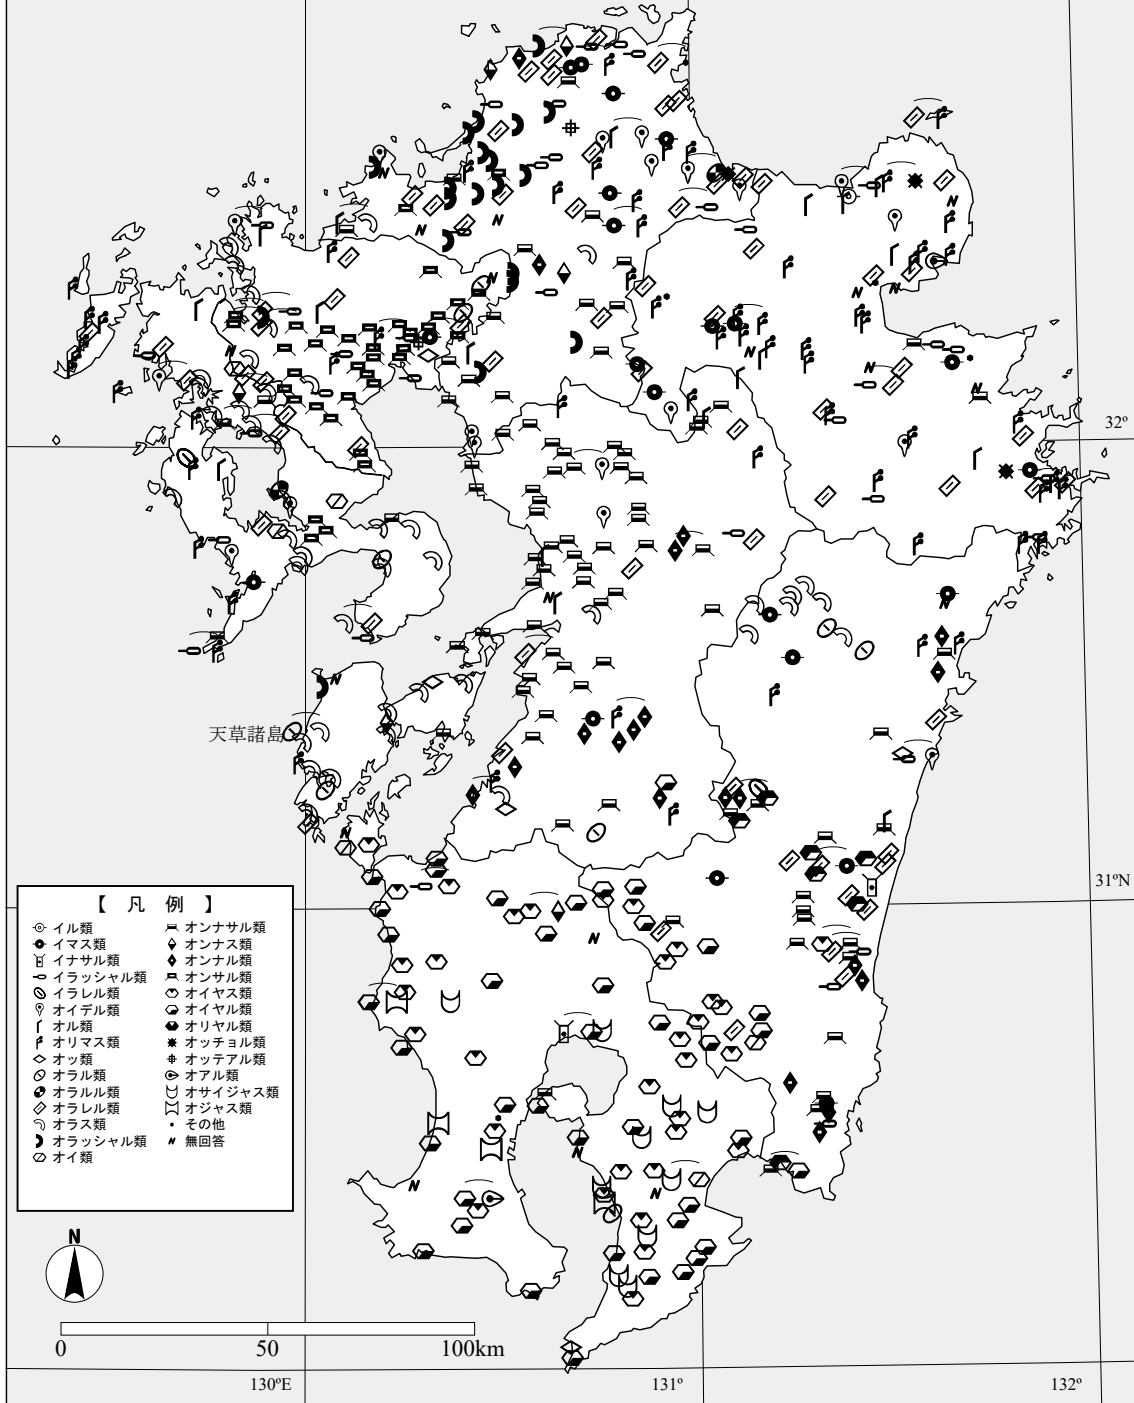 32º
天草諸島
31ºN
【 凡 例 】
イル類
イマス類
イナサル類
イラッシャル類
イラレル類
オイデル類
オル類
オリマス類
オッ類
オラル類
オラルル類
オラレル類
オラス類
オラッシャル類
オイ類
オンナサル類
オンナス類
オンナル類
オンサル類
オイヤス類
オイヤル類
オリヤル類
オッチョル類
オッテアル類
オアル類
オサイジャス類
オジャス類
その他
無回答
N
0 50 100km
130ºE 131º 132º